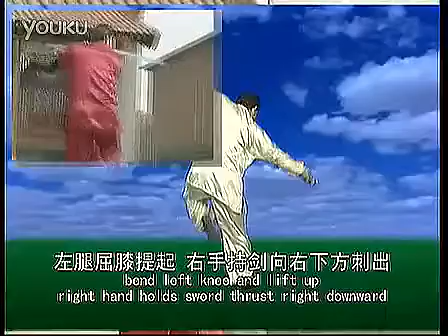 YOUKU
左腿屈膝提起 右手持剑向右下方刺出
bend left knee and llift up
right hand holds sword thrust right downward